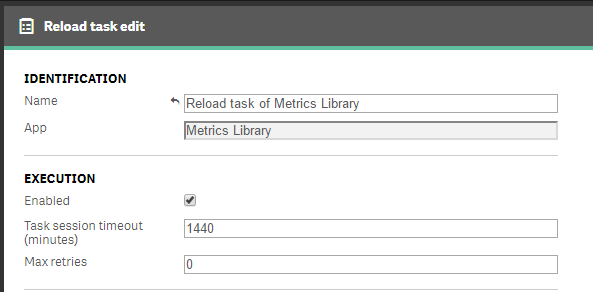 Reload task edit
IDENTIFICATION
Name
Reload task of Metrics Library
App
Metrics Library
EXECUTION
Enabled
Task session timeout
(minutes)
1440
Max retries
0